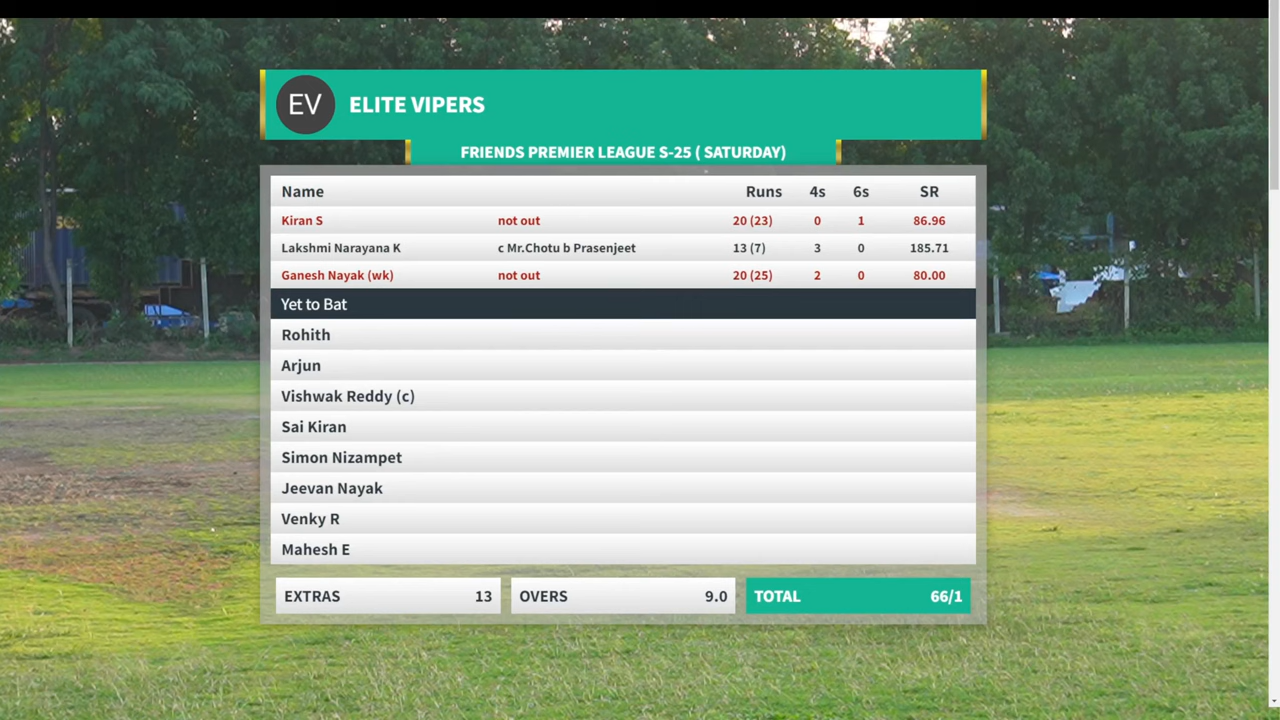 EV ELITE VIPERS
FRIENDS PREMIER LEAGUE S-25 ( SATURDAY)
Name Runs 4s 6s SR
Kiran S not out 20 (23) 0 1 86.96
Lakshmi Narayana K c Mr.Chotu b Prasenjeet 13 (7) 3 0 185.71
Ganesh Nayak (wk) not out 20 (25) 2 0 80.00
Yet to Bat
Rohith
Arjun
Vishwak Reddy (c)
Sai Kiran
Simon Nizampet
Jeevan Nayak
Venky R
Mahesh E
EXTRAS 13 OVERS 9.0 TOTAL 66/1